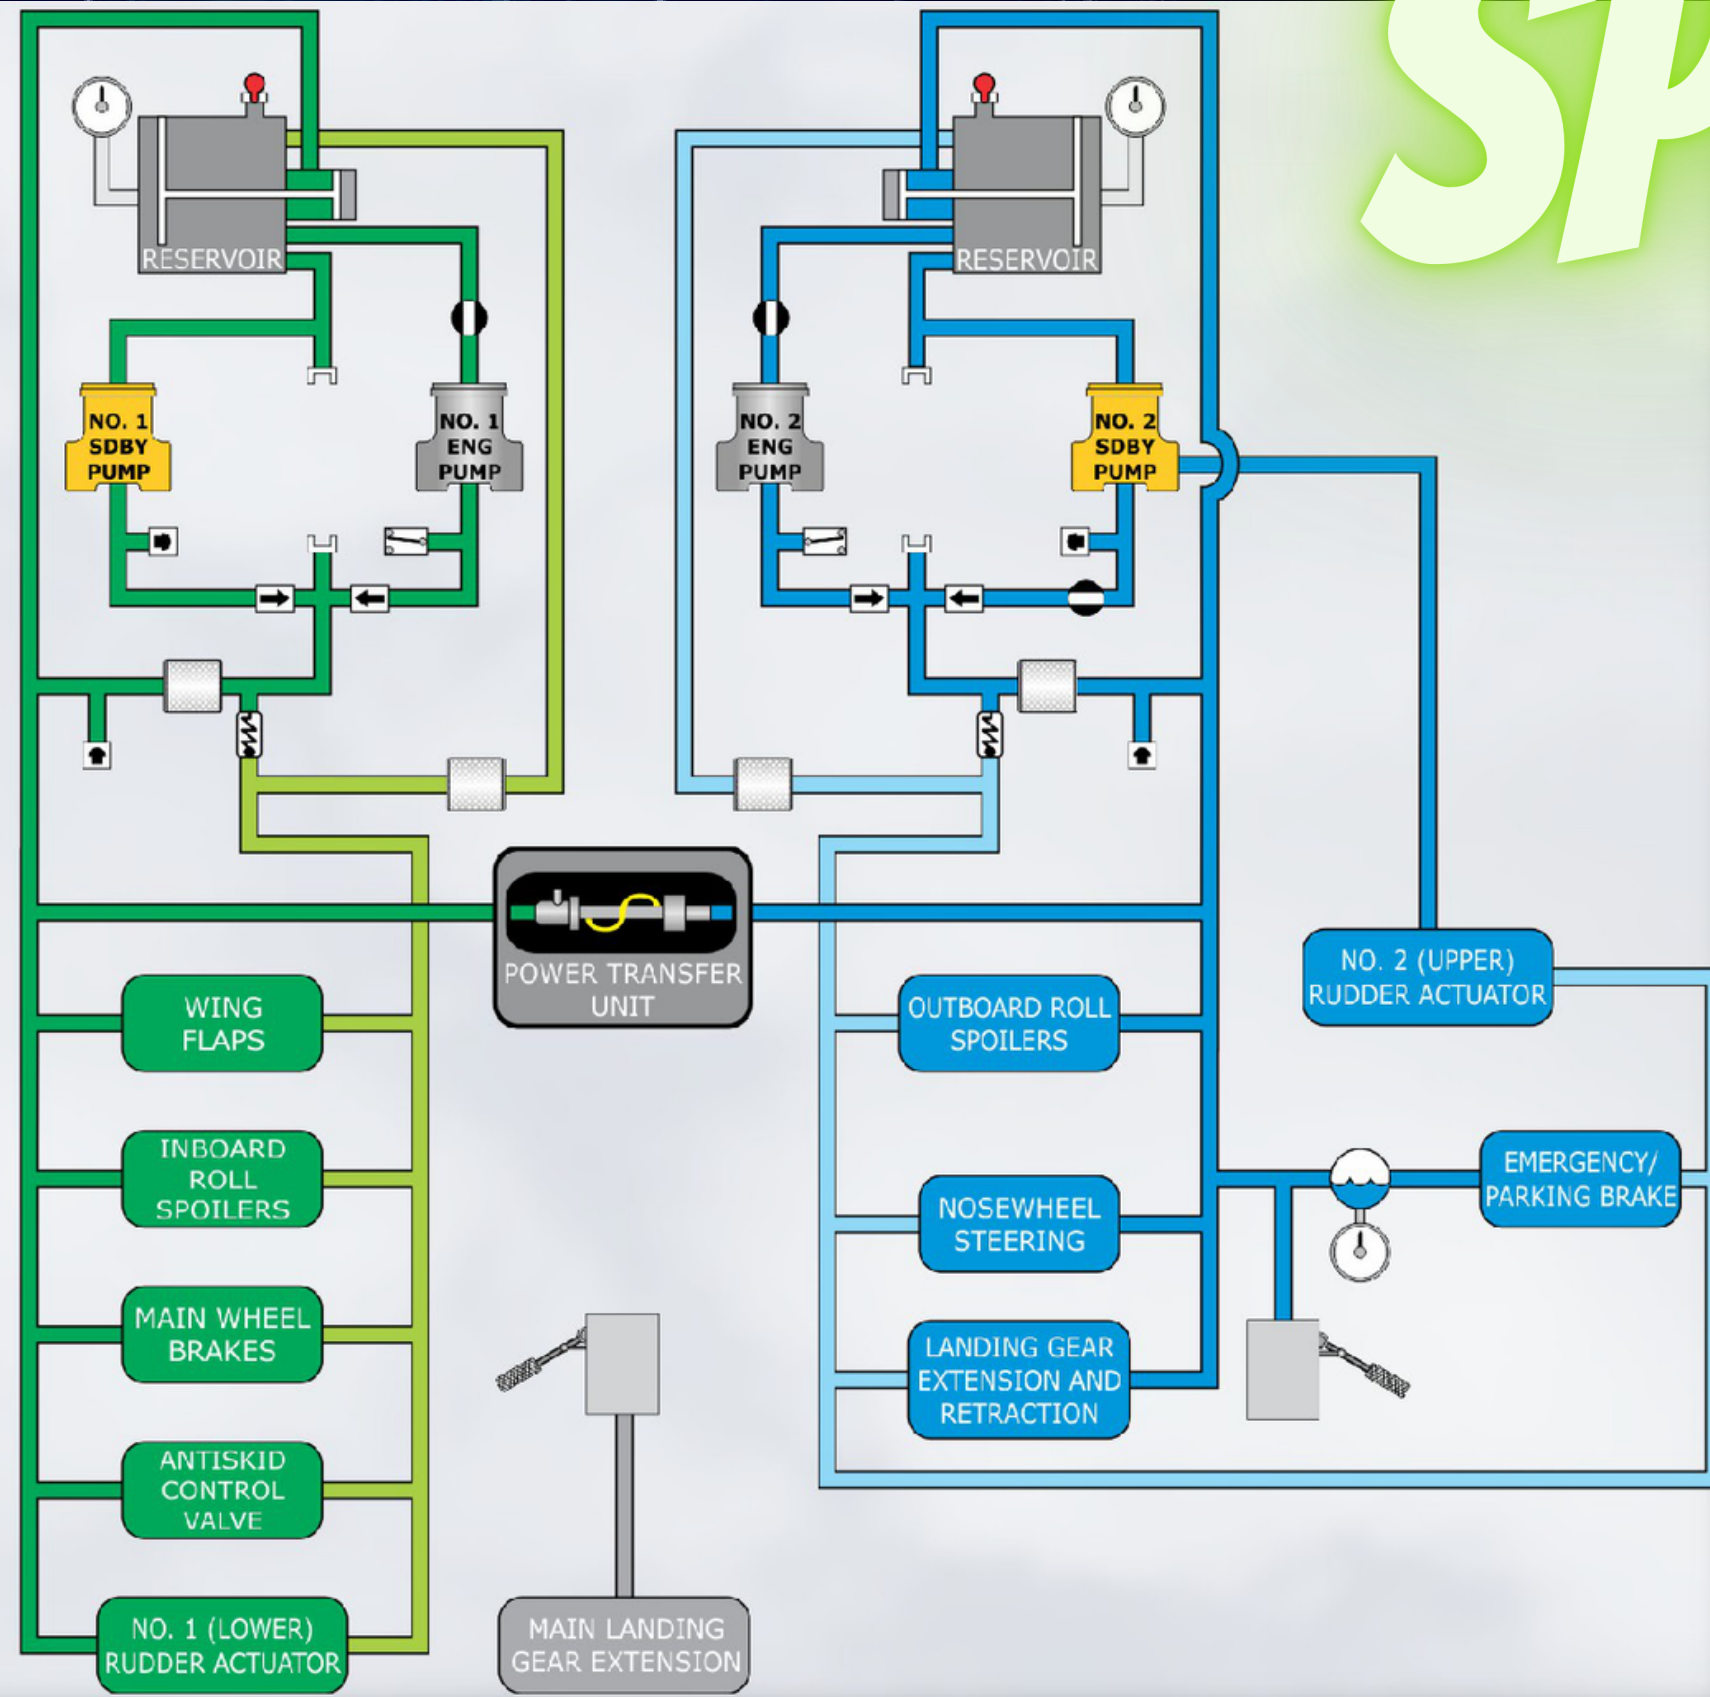 SP
RESERVOIR
RESERVOIR
NO. 1
SDBY
PUMP
NO. 1
ENG
PUMP
NO. 2
ENG
PUMP
NO. 2
SDBY
PUMP
POWER TRANSFER
UNIT
NO. 2 (UPPER)
RUDDER ACTUATOR
WING
FLAPS
OUTBOARD ROLL
SPOILERS
INBOARD
ROLL
SPOILERS
NOSEWHEEL
STEERING
EMERGENCY/
PARKING BRAKE
MAIN WHEEL
BRAKES
LANDING GEAR
EXTENSION AND
RETRACTION
ANTISKID
CONTROL
VALVE
NO. 1 (LOWER)
RUDDER ACTUATOR
MAIN LANDING
GEAR EXTENSION